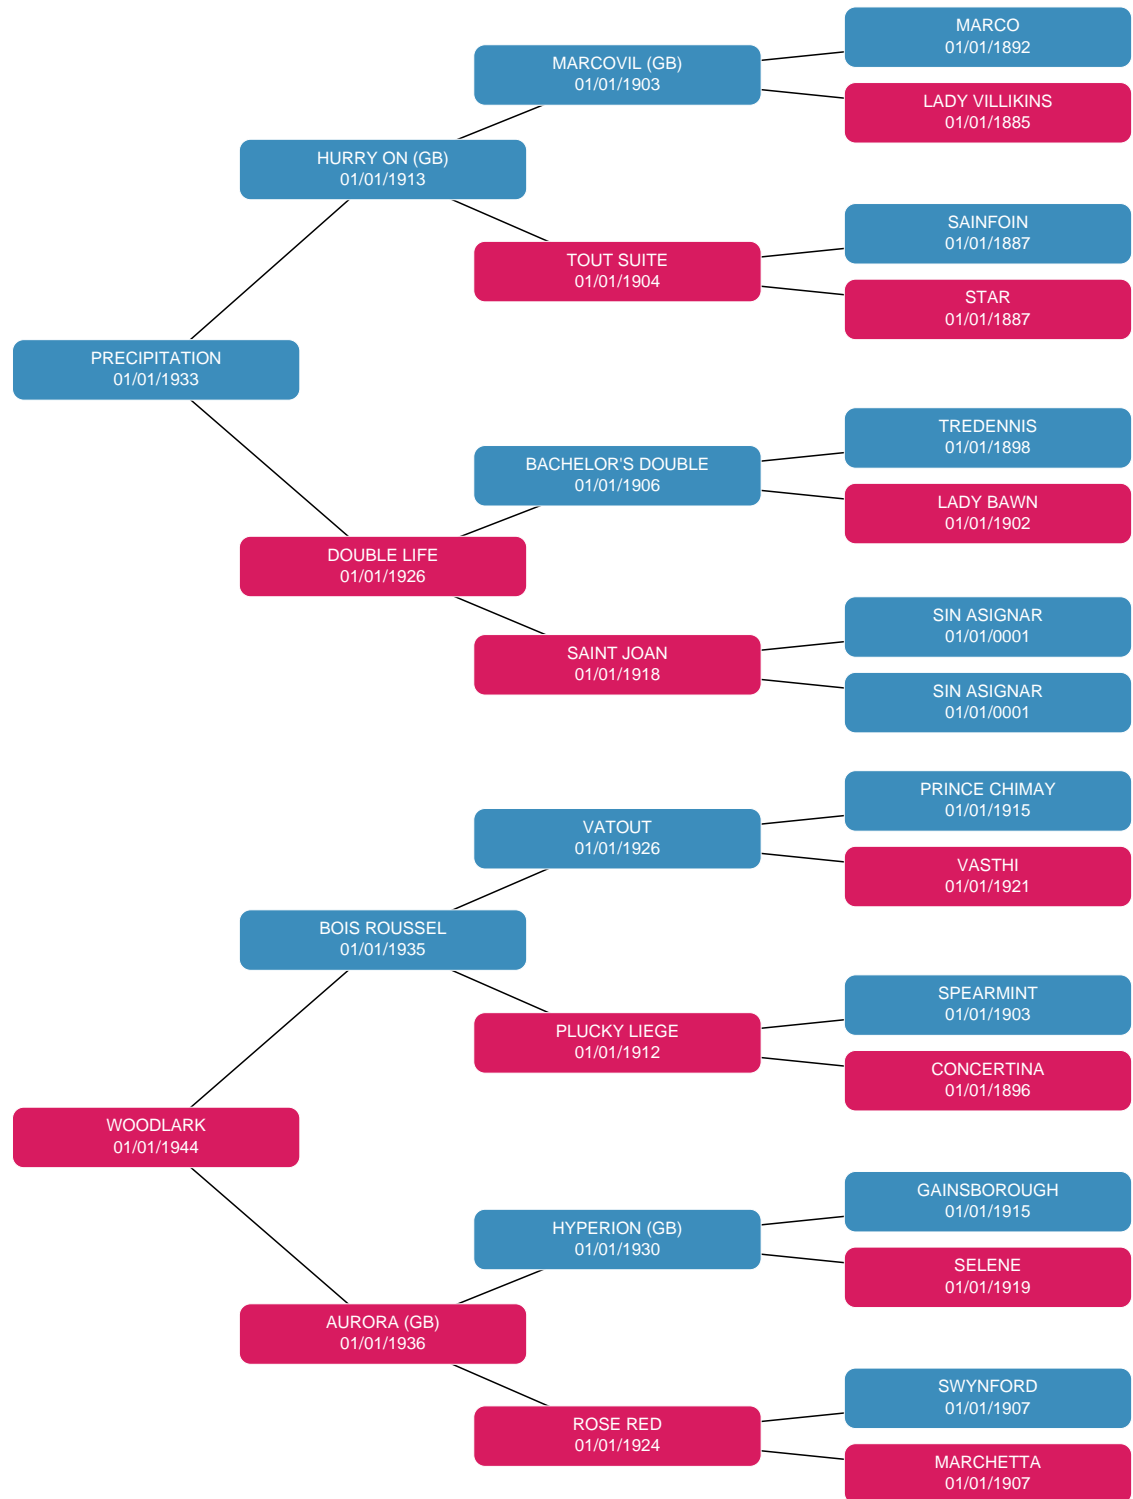 MARCO
01/01/1892
MARCOVIL (GB)
01/01/1903
LADY VILLIKINS
01/01/1885
HURRY ON (GB)
01/01/1913
SAINFOIN
01/01/1887
TOUT SUITE
01/01/1904
STAR
01/01/1887
PRECIPITATION
01/01/1933
TREDENNIS
01/01/1898
BACHELOR'S DOUBLE
01/01/1906
LADY BAWN
01/01/1902
DOUBLE LIFE
01/01/1926
SIN ASIGNAR
01/01/0001
SAINT JOAN
01/01/1918
SIN ASIGNAR
01/01/0001
PRINCE CHIMAY
01/01/1915
VATOUT
01/01/1926
VASTHI
01/01/1921
BOIS ROUSSEL
01/01/1935
SPEARMINT
01/01/1903
PLUCKY LIEGE
01/01/1912
CONCERTINA
01/01/1896
WOODLARK
01/01/1944
GAINSBOROUGH
01/01/1915
HYPERION (GB)
01/01/1930
SELENE
01/01/1919
AURORA (GB)
01/01/1936
SWYNFORD
01/01/1907
ROSE RED
01/01/1924
MARCHETTA
01/01/1907